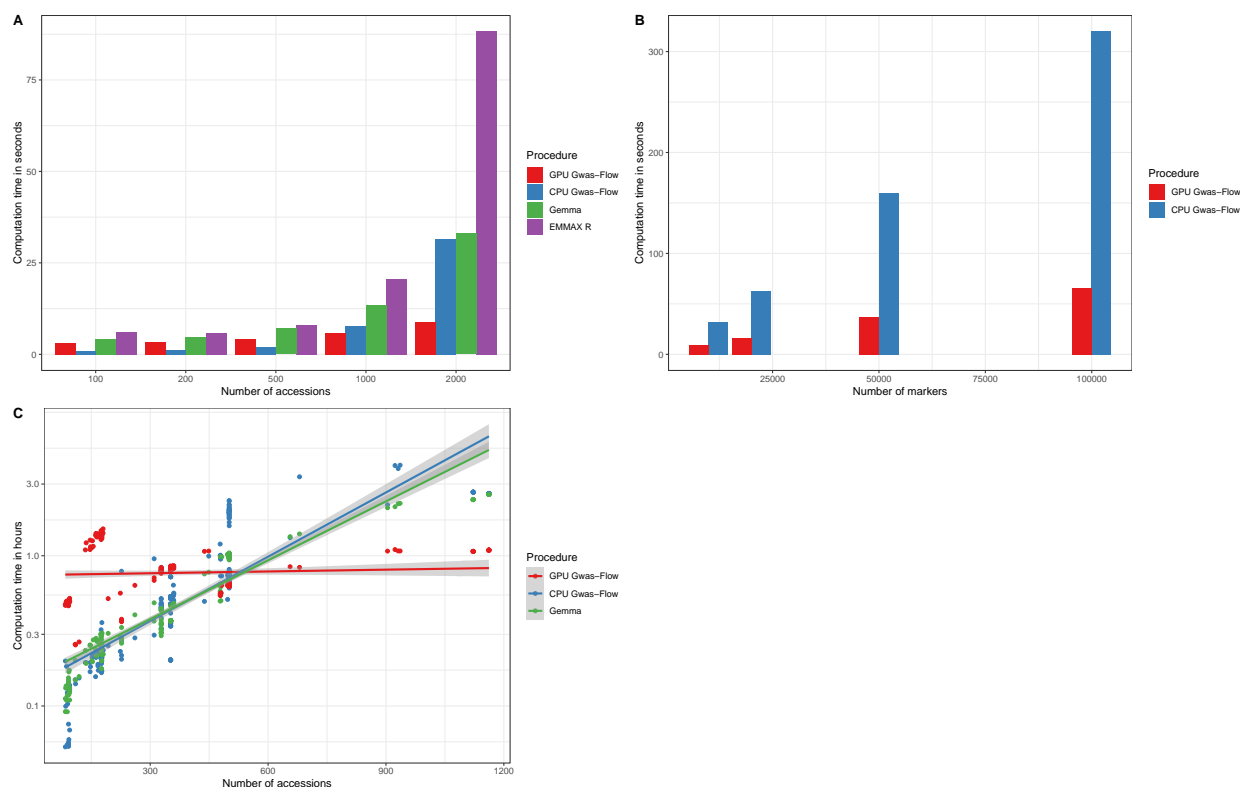 A
Computation time in seconds
75
50
25
0
100 200 500 1000 2000
Number of accessions
Procedure
GPU Gwas−Flow
CPU Gwas−Flow
Gemma
EMMAX R
B
Computation time in seconds
300
200
100
0
25000 50000 75000 100000
Number of markers
Procedure
GPU Gwas−Flow
CPU Gwas−Flow
C
Computation time in hours
3.0
1.0
0.3
0.1
300 600 900 1200
Number of accessions
Procedure
GPU Gwas−Flow
CPU Gwas−Flow
Gemma